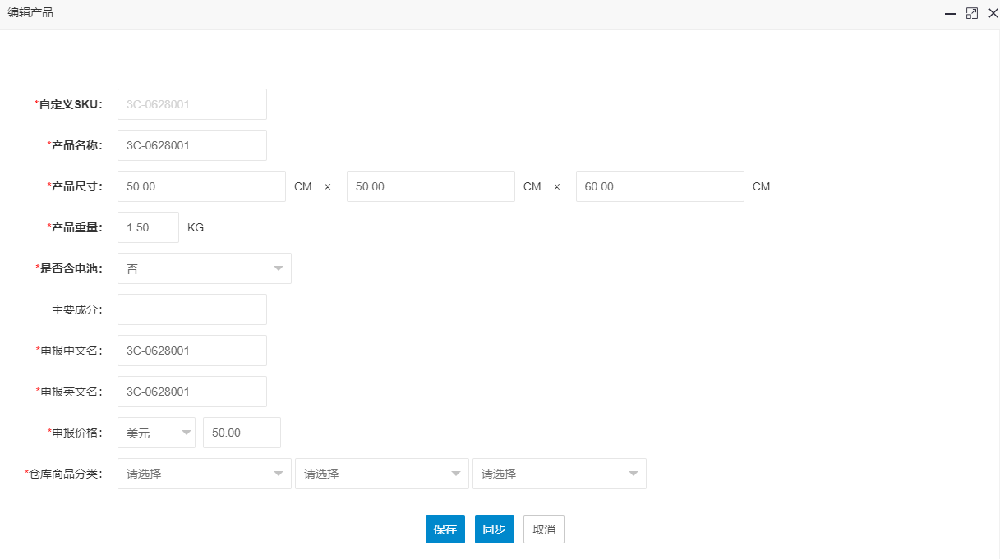 编辑产品
*自定义SKU： 3C-0628001
*产品名称： 3C-0628001
*产品尺寸： 50.00 CM × 50.00 CM × 60.00 CM
*产品重量： 1.50 KG
*是否含电池： 否
主要成分：
*申报中文名： 3C-0628001
*申报英文名： 3C-0628001
*申报价格： 美元 50.00
*仓库商品分类： 请选择 请选择 请选择
保存 同步 取消